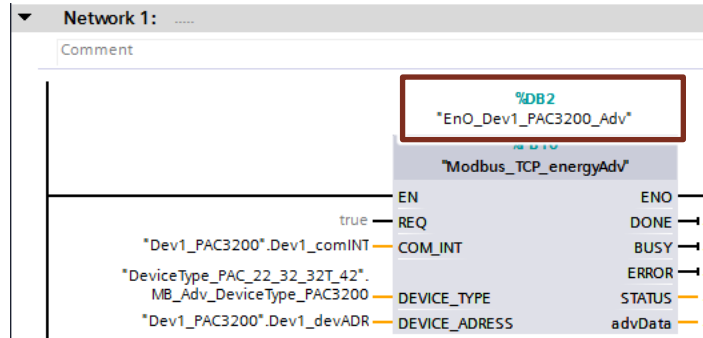 Network 1: .....
Comment
%DB2
"EnO_Dev1_PAC3200_Adv"
"Modbus_TCP_energyAdv"
EN ENO
true REQ DONE
"Dev1_PAC3200".Dev1_comINT COM_INT BUSY
ERROR
"DeviceType_PAC_22_32_32T_42".
MB_Adv_DeviceType_PAC3200 DEVICE_TYPE STATUS
"Dev1_PAC3200".Dev1_devADR DEVICE_ADRESS advData